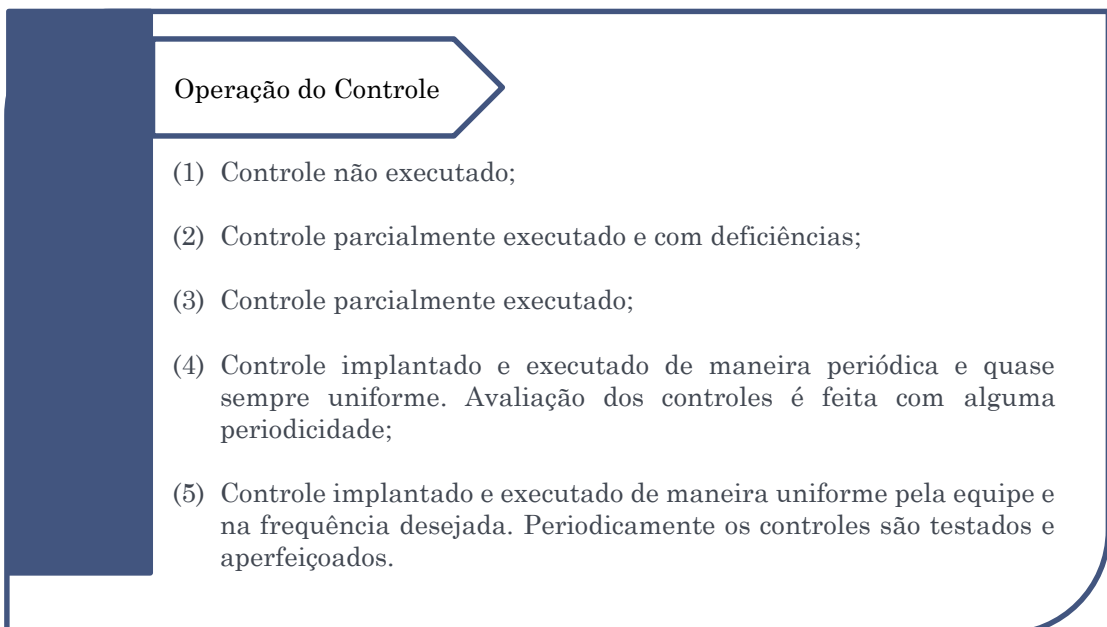 Operação do Controle
(1) Controle não executado;
(2) Controle parcialmente executado e com deficiências;
(3) Controle parcialmente executado;
(4) Controle implantado e executado de maneira periódica e quase
sempre uniforme. Avaliação dos controles é feita com alguma
periodicidade;
(5) Controle implantado e executado de maneira uniforme pela equipe e
na frequência desejada. Periodicamente os controles são testados e
aperfeiçoados.